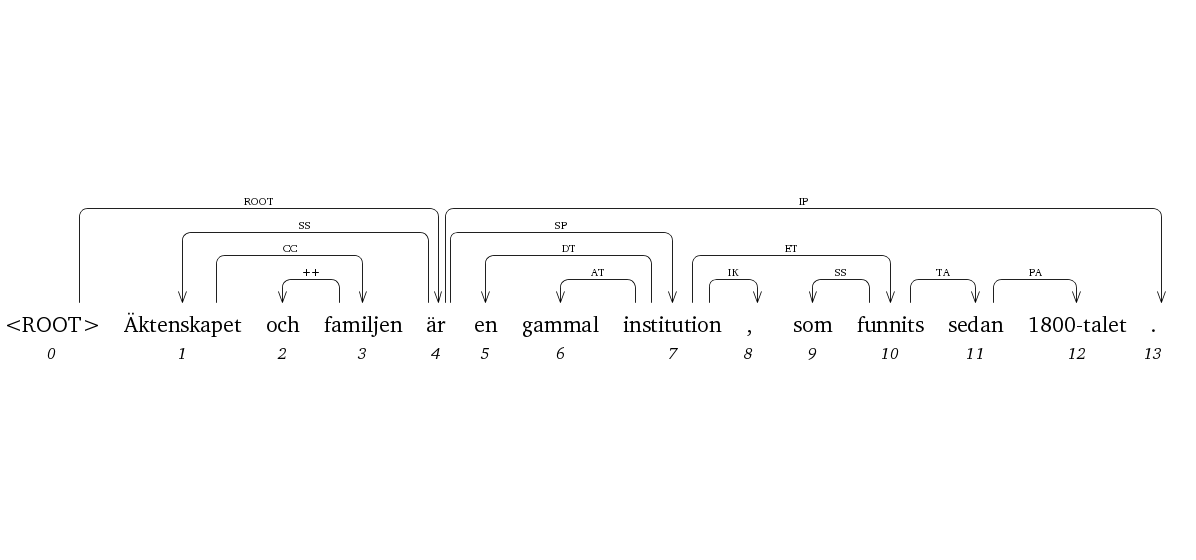 ROOT IP
SS SP
CC DT ET
++ AT IK SS TA PA
<ROOT> Äktenskapet och familjen är en gammal institution , som funnits sedan 1800-talet .
0 1 2 3 4 5 6 7 8 9 10 11 12 13